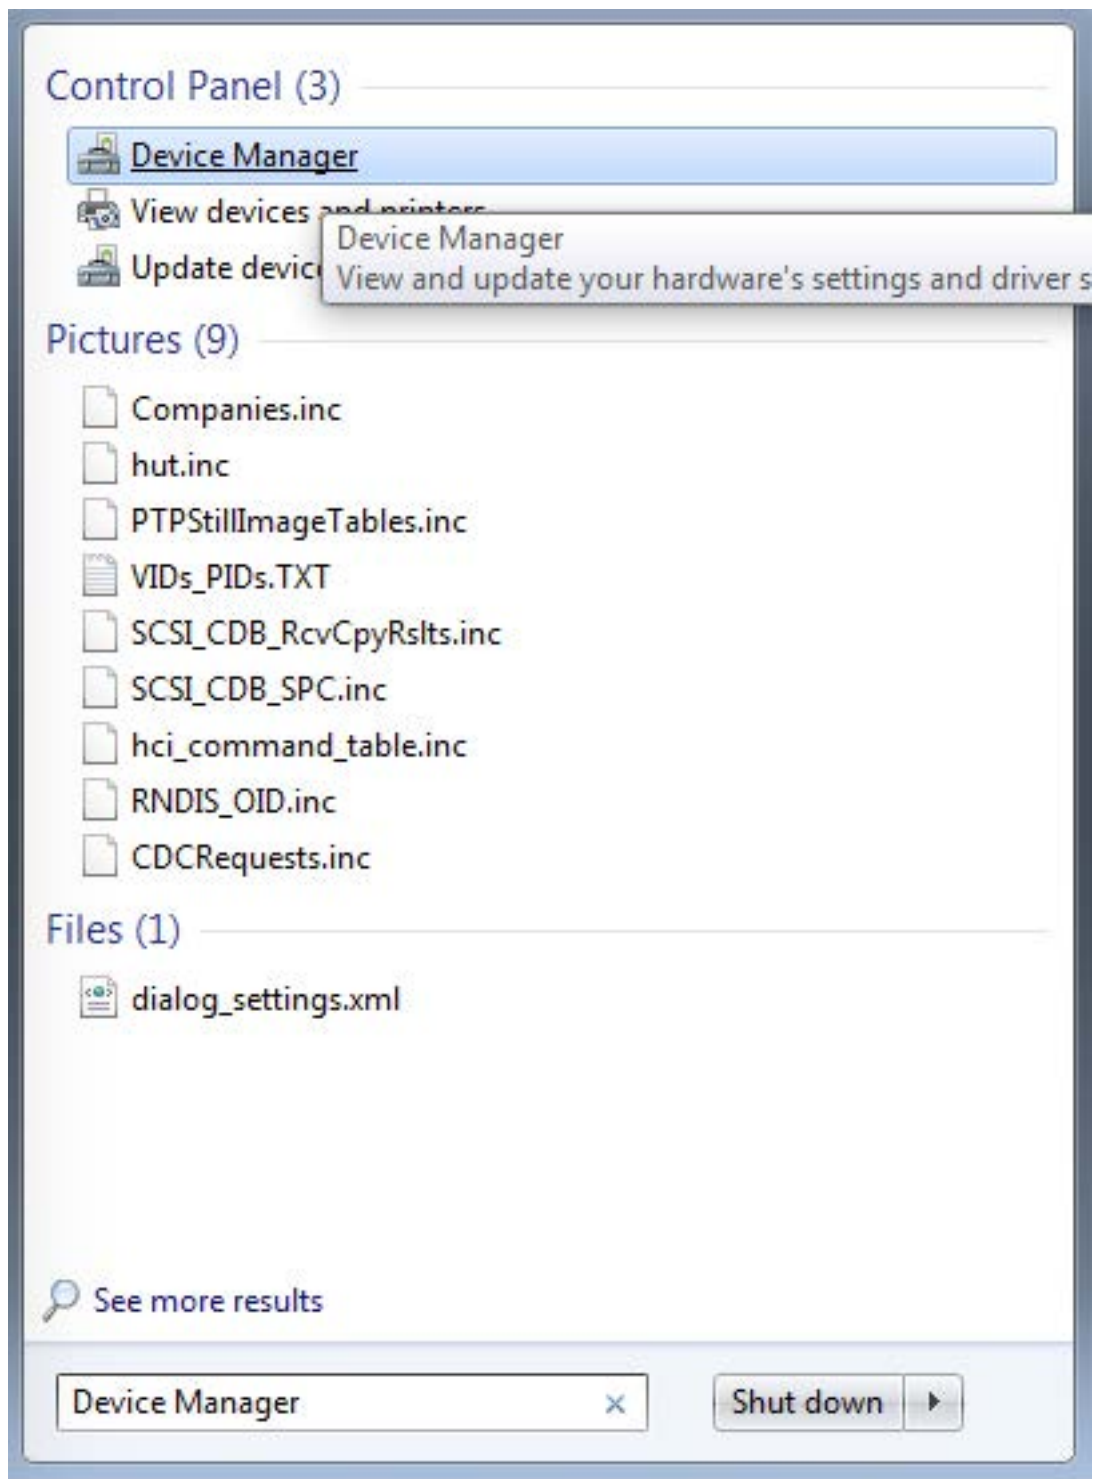 Control Panel (3)
Device Manager
View devices and printers
Update devic
Device Manager
View and update your hardware's settings and driver s
Pictures (9)
Companies.inc
hut.inc
PTPStillImageTables.inc
VIDs_PIDs.TXT
SCSI_CDB_RcvCpyRslts.inc
SCSI_CDB_SPC.inc
hci_command_table.inc
RNDIS_OID.inc
CDCRequests.inc
Files (1)
dialog_settings.xml
See more results
Device Manager
Shut down